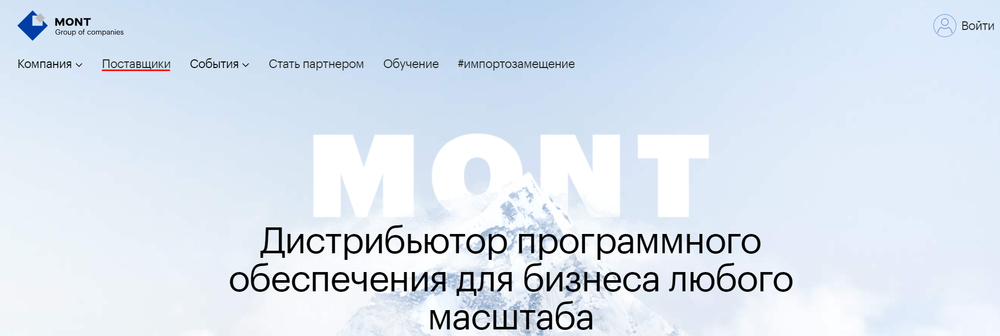 MONT
Group of companies
Войти
Компания Поставщики События Стать партнером Обучение #импортозамещение
MONT
Дистрибьютор программного
обеспечения для бизнеса любого
масштаба